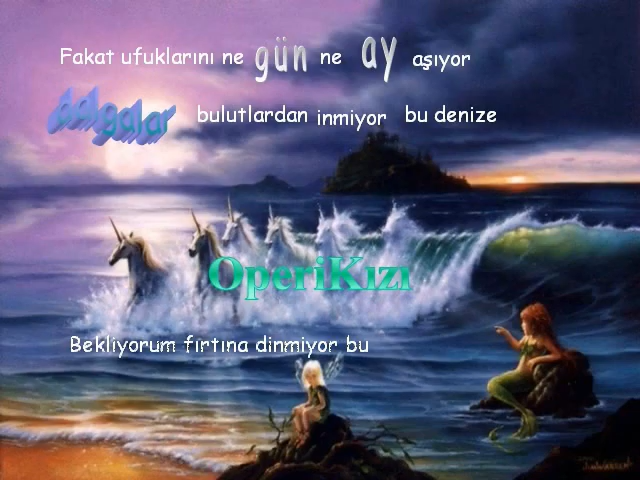 Fakat ufuklarını ne gün ne ay aşıyor
dalgalar bulutlardan inmiyor bu denize
OperiKızı
Bekliyorum fırtına dinmiyor bu